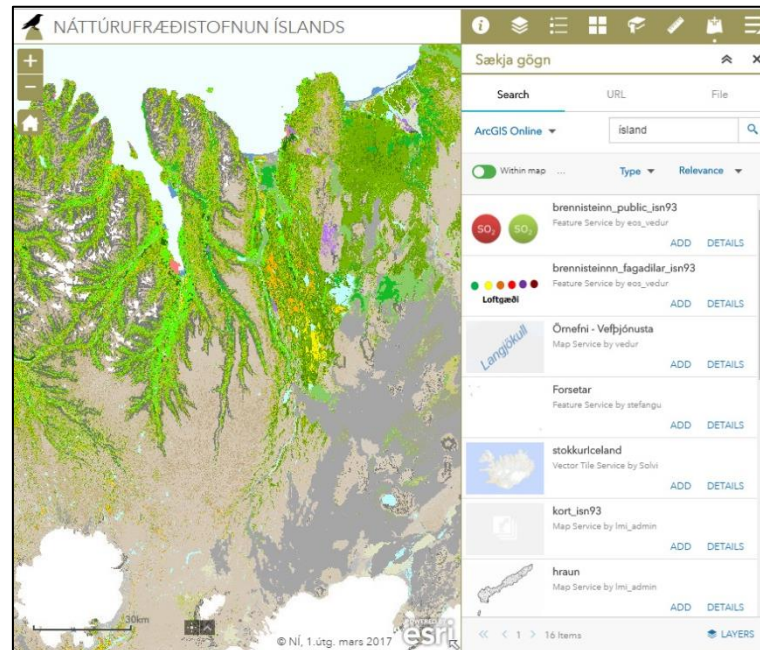 NÁTTÚRUFRÆÐISTOFNUN ÍSLANDS
Sækja gögn
Search
URL
File
ArcGIS Online
ísland
Within map ...
Type
Relevance
SO₂
SO₂
brennisteinn_public_isn93
Feature Service by eos_vedur
ADD DETAILS
Loftgæði
brennisteinnn_fagadilar_isn93
Feature Service by eos_vedur
ADD DETAILS
Langjökull
Örnefni - Vefþjónusta
Map Service by vedur
ADD DETAILS
Forsetar
Feature Service by stefangu
ADD DETAILS
stokkurIceland
Vector Tile Service by Solvi
ADD DETAILS
kort_isn93
Map Service by lmi_admin
ADD DETAILS
hraun
Map Service by lmi_admin
ADD DETAILS
« < 1 > 16 Items
LAYERS
30km
© NÍ, 1.útg. mars 2017
POWERED BY
esri